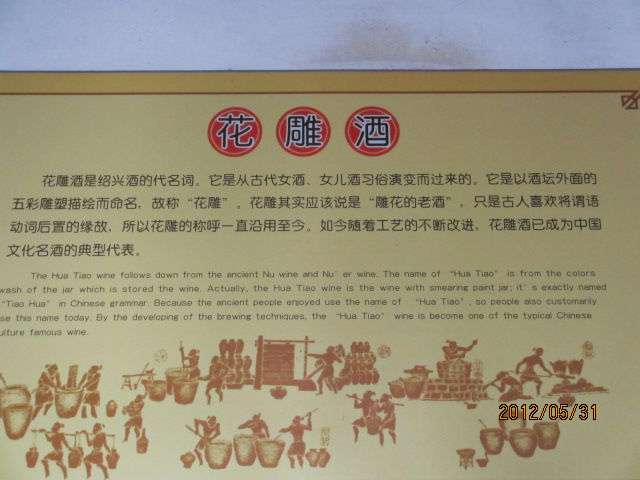 花雕酒
花雕酒是绍兴酒的代名词。它是从古代女酒、女儿酒习俗演变而过来的。它是以酒坛外面的
五彩雕塑描绘而命名，故称“花雕”。花雕其实应该说是“雕花的老酒”，只是古人喜欢将谓语
动词后置的缘故，所以花雕的称呼一直沿用至今。如今随着工艺的不断改进，花雕酒已成为中国
文化名酒的典型代表。
The Hua Tiao wine follows down from the ancient Nu wine and Nu’er wine. The name of “Hua Tiao” is from the colors
wash of the jar which is stored the wine. Actually, the Hua Tiao wine is the wine with smearing paint jar; it’s exactly named
“Tiao Hua” in Chinese grammar. Because the ancient people enjoyed use the name of “Hua Tiao”, so people also customarily
se this name today. By the developing of the brewing techniques, the “Hua Tiao” wine is become one of the typical Chinese
ulture famous wine.
2012/05/31